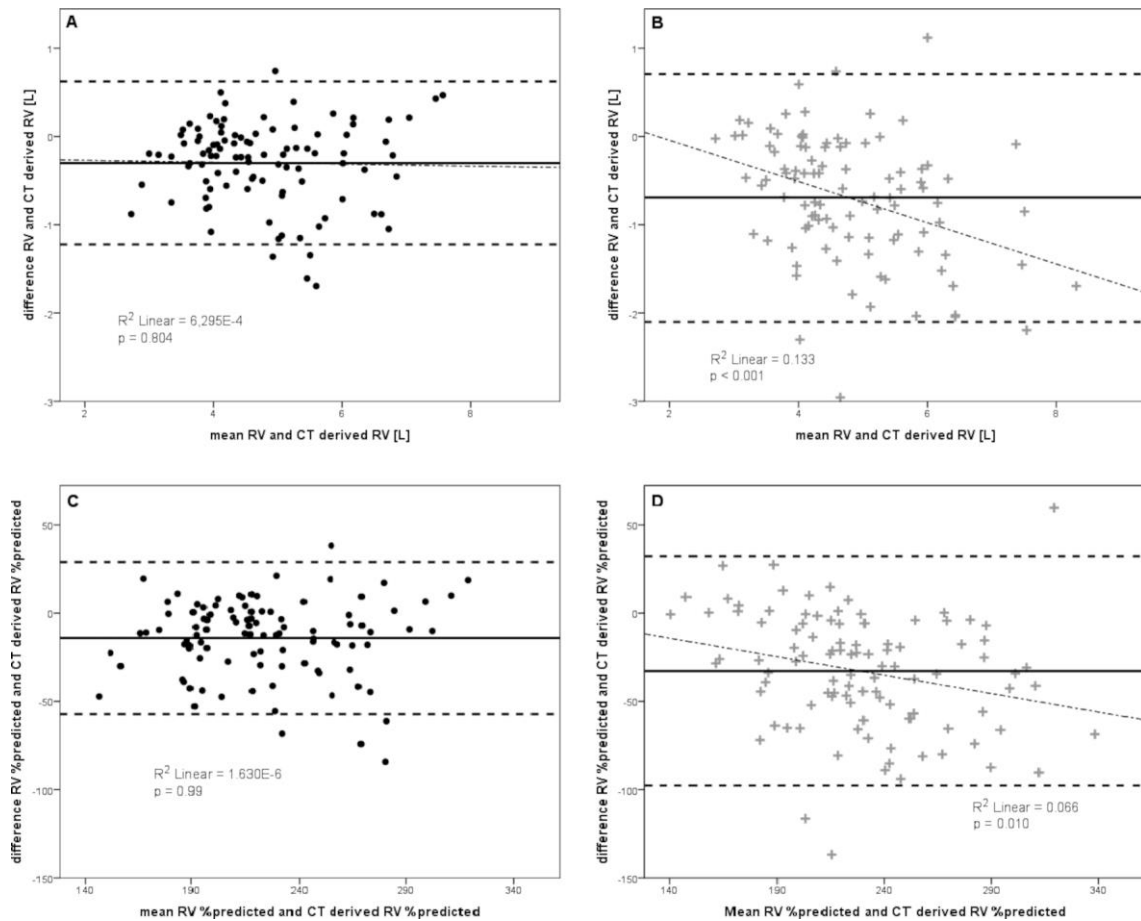 A
difference RV and CT derived RV [L]
1
0
-1
-2
-3
R² Linear = 6,295E-4
p = 0.804
2 4 6 8
mean RV and CT derived RV [L]
B
difference RV and CT derived RV [L]
1
0
-1
-2
-3
R² Linear = 0.133
p < 0.001
2 4 6 8
mean RV and CT derived RV [L]
C
difference RV %predicted and CT derived RV %predicted
50
0
-50
-100
-150
R² Linear = 1.630E-6
p = 0.99
140 190 240 290 340
mean RV %predicted and CT derived RV %predicted
D
difference RV %predicted and CT derived RV %predicted
50
0
-50
-100
-150
R² Linear = 0.066
p = 0.010
140 190 240 290 340
Mean RV %predicted and CT derived RV %predicted